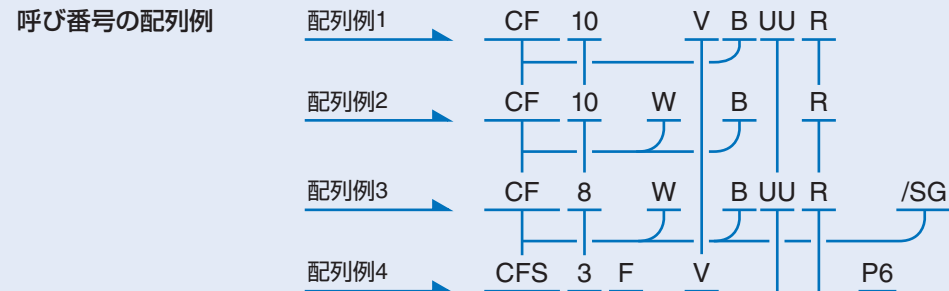 呼び番号の配列例
配列例1 CF 10 V B UU R
配列例2 CF 10 W B R
配列例3 CF 8 W B UU R /SG
配列例4 CFS 3 F V P6